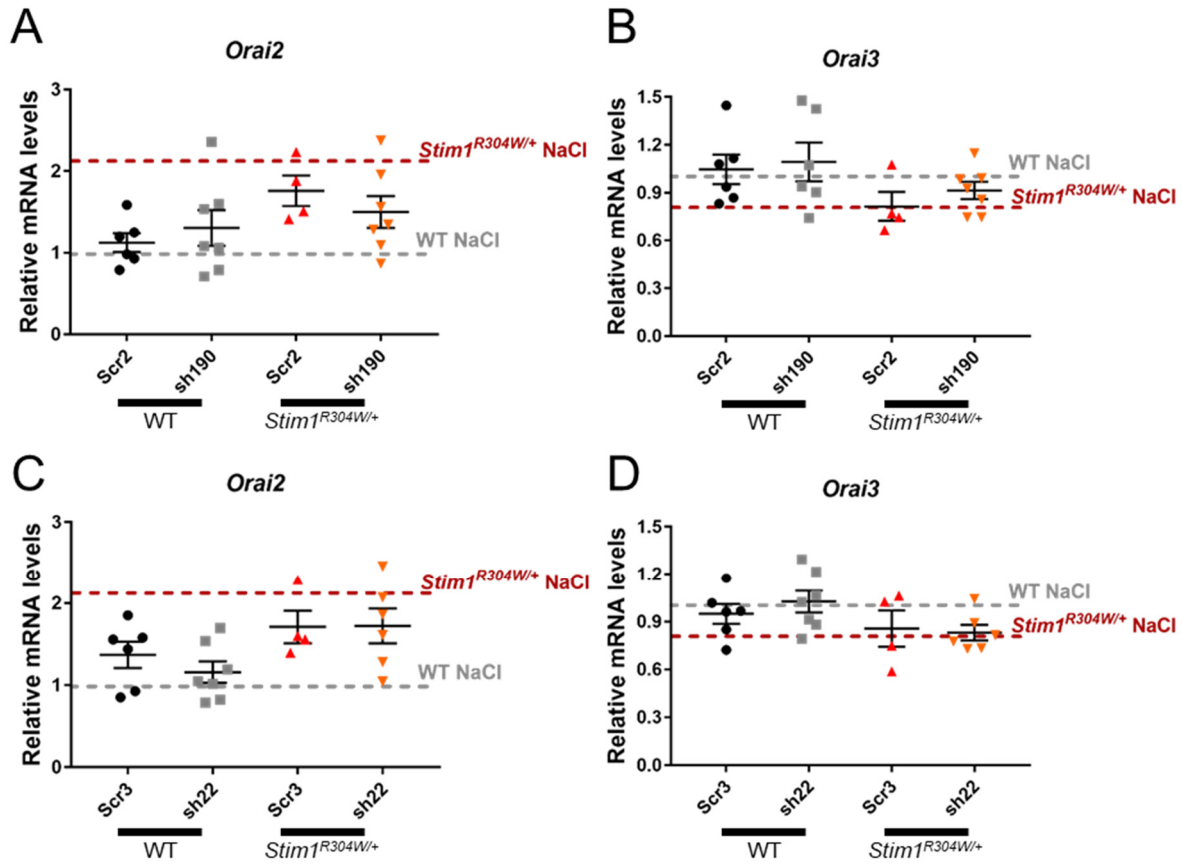 A
Orai2
Relative mRNA levels
3
2
1
0
Stim1R304W/+ NaCl
WT NaCl
Scr2
sh190
Scr2
sh190
WT
Stim1R304W/+
B
Orai3
Relative mRNA levels
1.5
1.2
0.9
0.6
0.3
0.0
WT NaCl
Stim1R304W/+ NaCl
Scr2
sh190
Scr2
sh190
WT
Stim1R304W/+
C
Orai2
Relative mRNA levels
3
2
1
0
Stim1R304W/+ NaCl
WT NaCl
Scr3
sh22
Scr3
sh22
WT
Stim1R304W/+
D
Orai3
Relative mRNA levels
1.5
1.2
0.9
0.6
0.3
0.0
WT NaCl
Stim1R304W/+ NaCl
Scr3
sh22
Scr3
sh22
WT
Stim1R304W/+